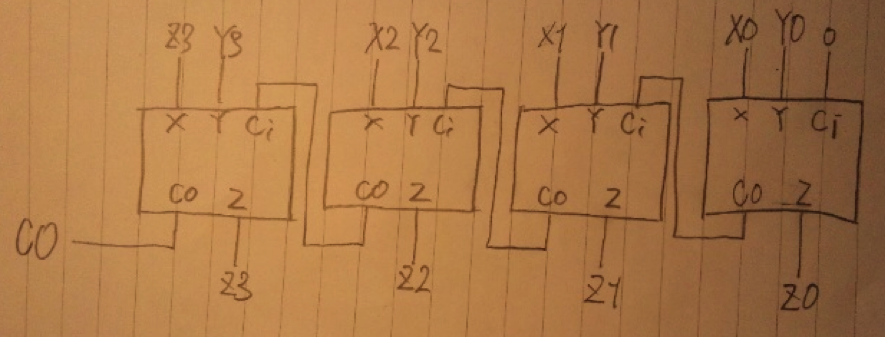 Z3 Y3 X2 Y2 X1 Y1 X0 Y0 0
X Y Ci X Y Ci X Y Ci X Y Ci
CO Z CO Z CO Z CO Z
CO
Z3 Z2 Z1 Z0